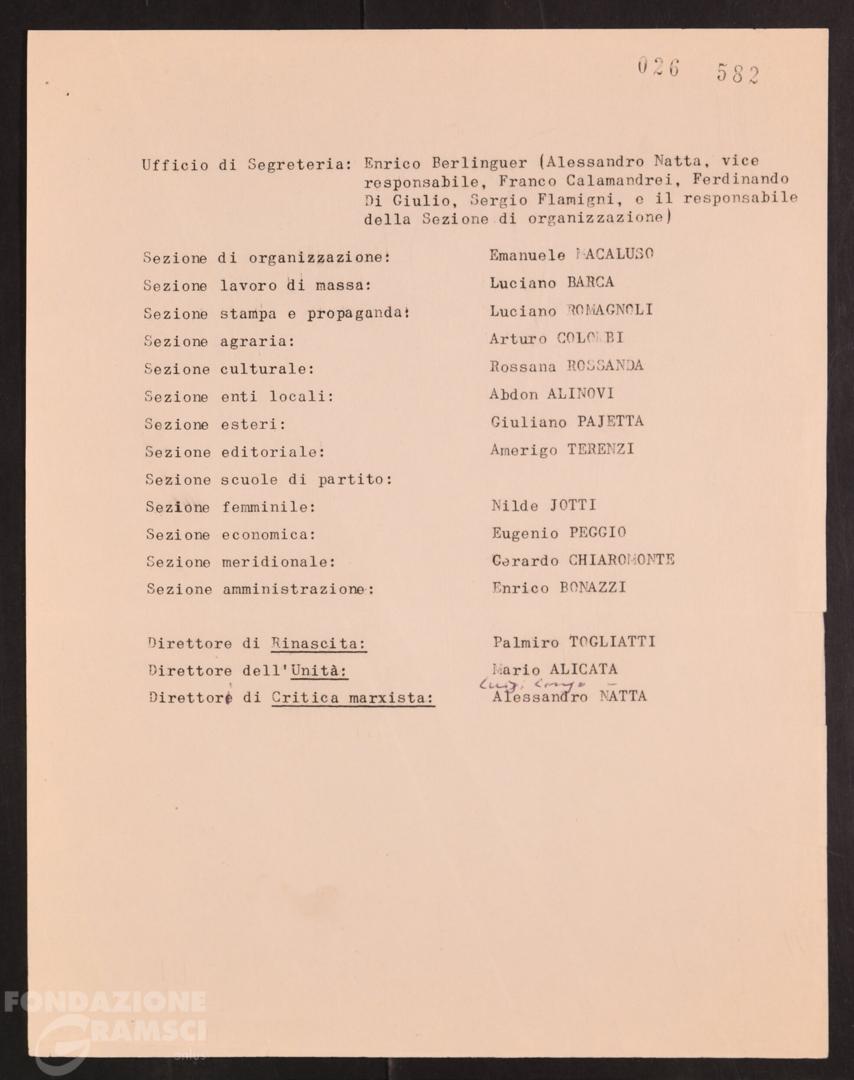 026 582
Ufficio di Segreteria: Enrico Berlinguer (Alessandro Natta, vice
responsabile, Franco Calamandrei, Ferdinando
Di Giulio, Sergio Flamigni, e il responsabile
della Sezione di organizzazione)
Sezione di organizzazione: Emanuele MACALUSO
Sezione lavoro di massa: Luciano BARCA
Sezione stampa e propaganda: Luciano ROMAGNOLI
Sezione agraria: Arturo COLOMBI
Sezione culturale: Rossana ROSSANDA
Sezione enti locali: Abdon ALINOVI
Sezione esteri: Giuliano PAJETTA
Sezione editoriale: Amerigo TERENZI
Sezione scuole di partito:
Sezione femminile: Nilde JOTTI
Sezione economica: Eugenio PEGGIO
Sezione meridionale: Gerardo CHIAROMONTE
Sezione amministrazione: Enrico BONAZZI
Direttore di Rinascita: Palmiro TOGLIATTI
Direttore dell'Unità: Mario ALICATA
Luigi Longo
Direttori di Critica marxista: Alessandro NATTA
FONDAZIONE
GRAMSCI